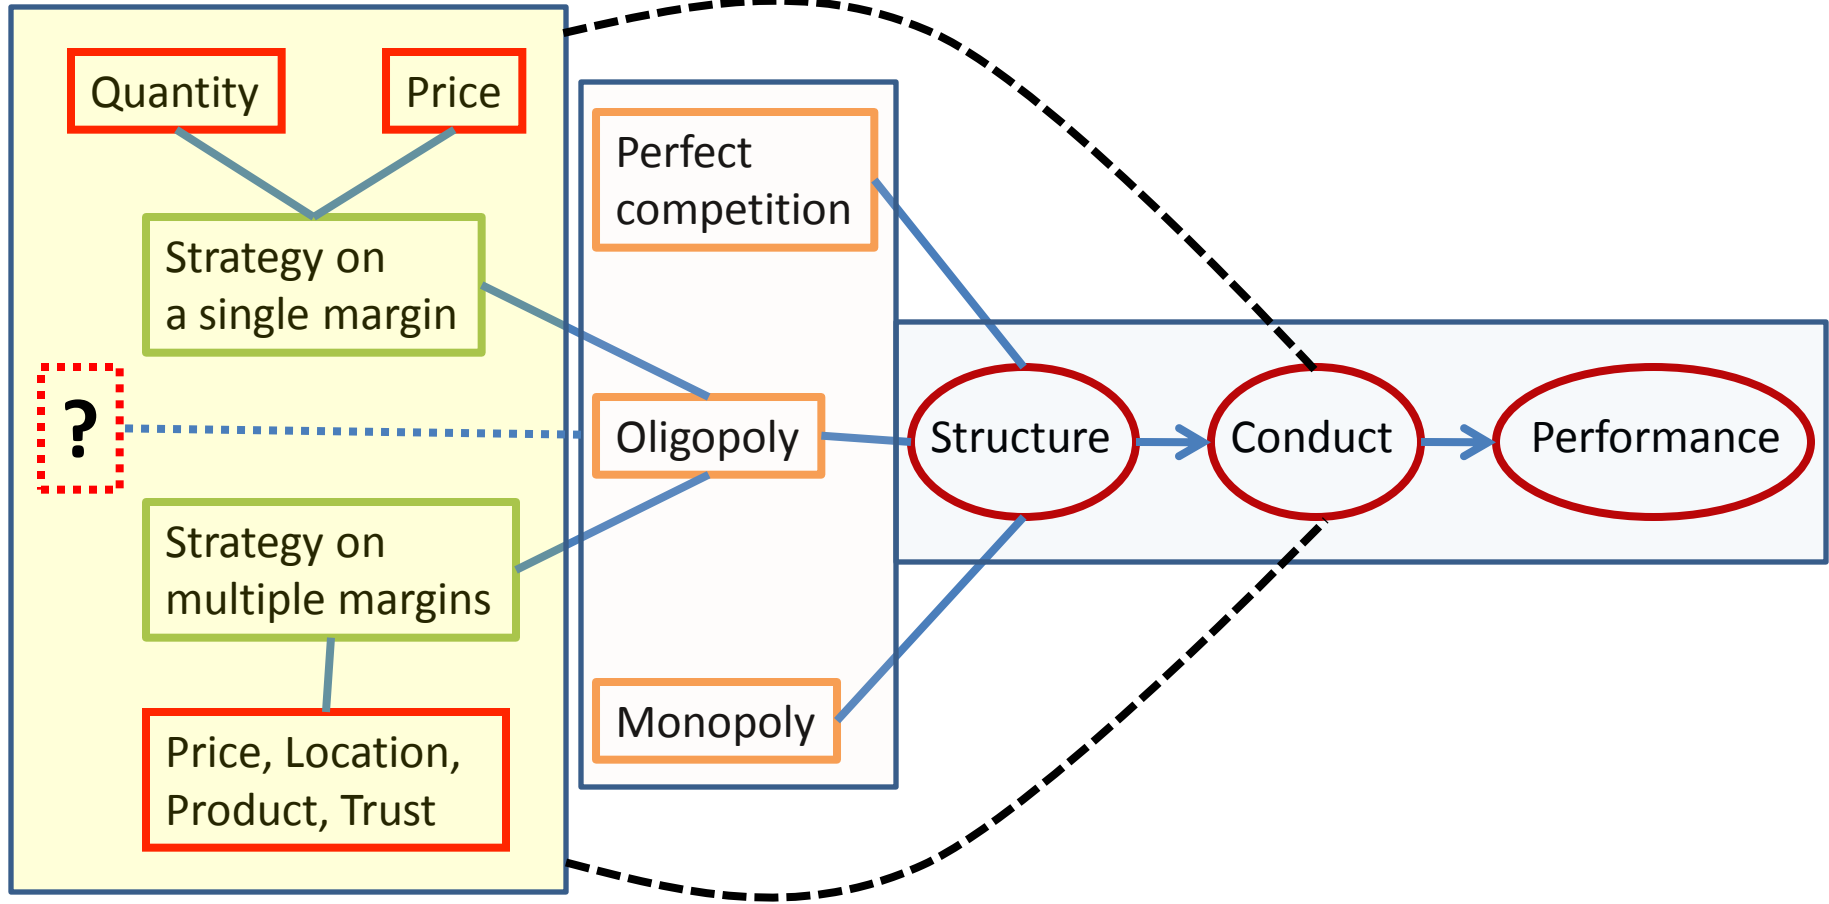 Quantity
Price
Strategy on
a single margin
?
Strategy on
multiple margins
Price, Location,
Product, Trust
Perfect
competition
Oligopoly
Monopoly
Structure
Conduct
Performance